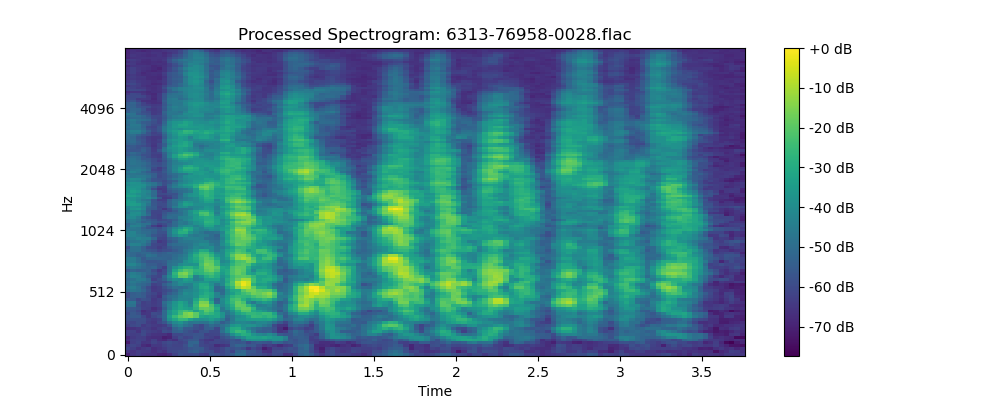 Processed Spectrogram: 6313-76958-0028.flac
Hz
4096
2048
1024
512
0
0 0.5 1 1.5 2 2.5 3 3.5
Time
+0 dB
-10 dB
-20 dB
-30 dB
-40 dB
-50 dB
-60 dB
-70 dB